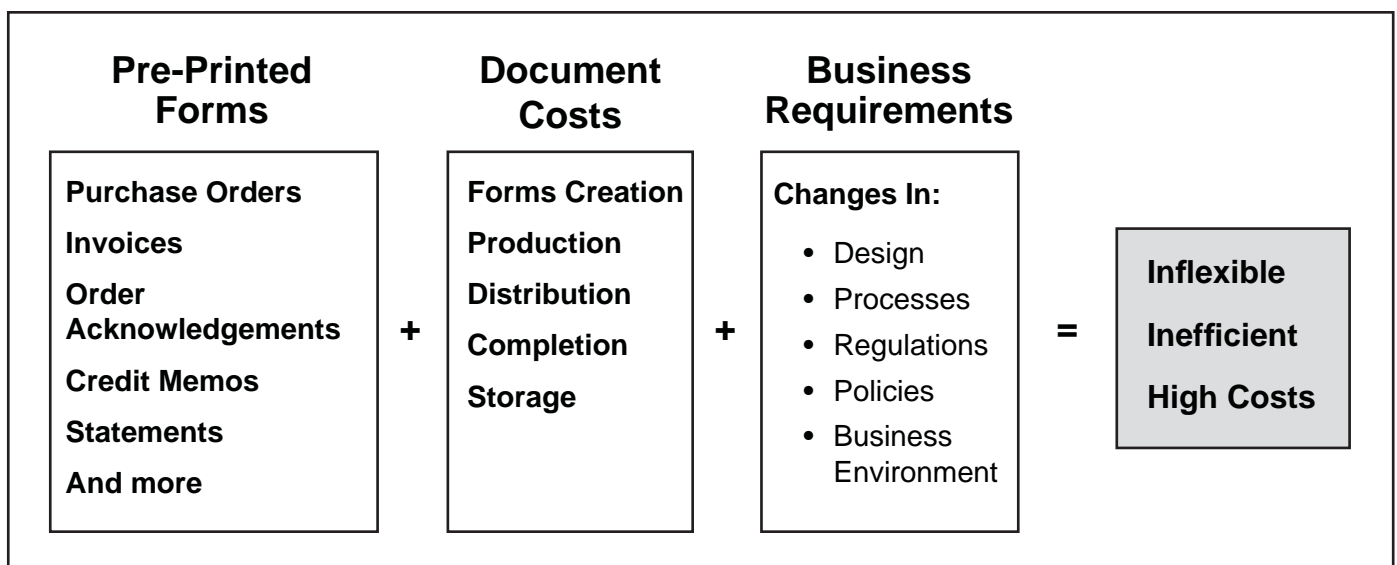 Pre-Printed
Forms
Purchase Orders
Invoices
Order
Acknowledgements
Credit Memos
Statements
And more
+
Document
Costs
Forms Creation
Production
Distribution
Completion
Storage
+
Business
Requirements
Changes In:
• Design
• Processes
• Regulations
• Policies
• Business
Environment
=
Inflexible
Inefficient
High Costs